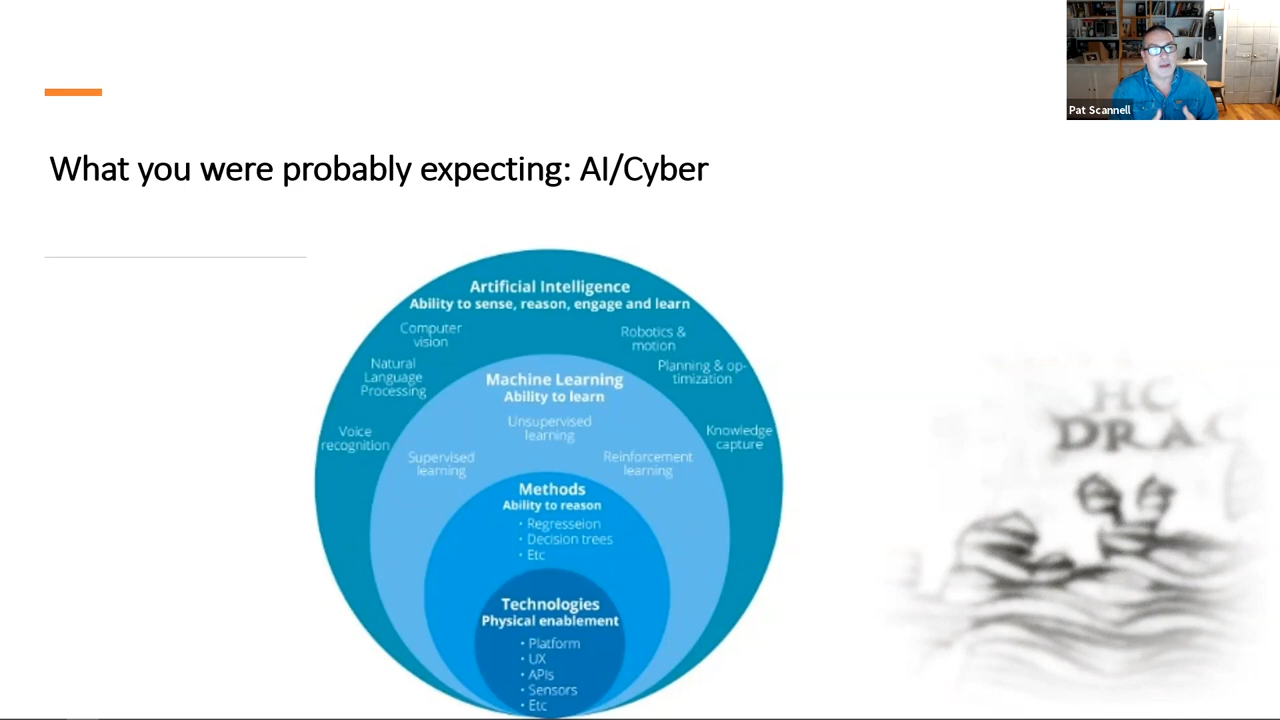 Pat Scannell
What you were probably expecting: AI/Cyber
Artificial Intelligence
Ability to sense, reason, engage and learn
Computer
vision
Robotics &
motion
Natural
Language
Processing
Planning & op-
timization
Voice
recognition
Knowledge
capture
Machine Learning
Ability to learn
Unsupervised
learning
Supervised
learning
Reinforcement
learning
Methods
Ability to reason
• Regresseion
• Decision trees
• Etc
Technologies
Physical enablement
• Platform
• UX
• APIs
• Sensors
• Etc
HC
DRAC